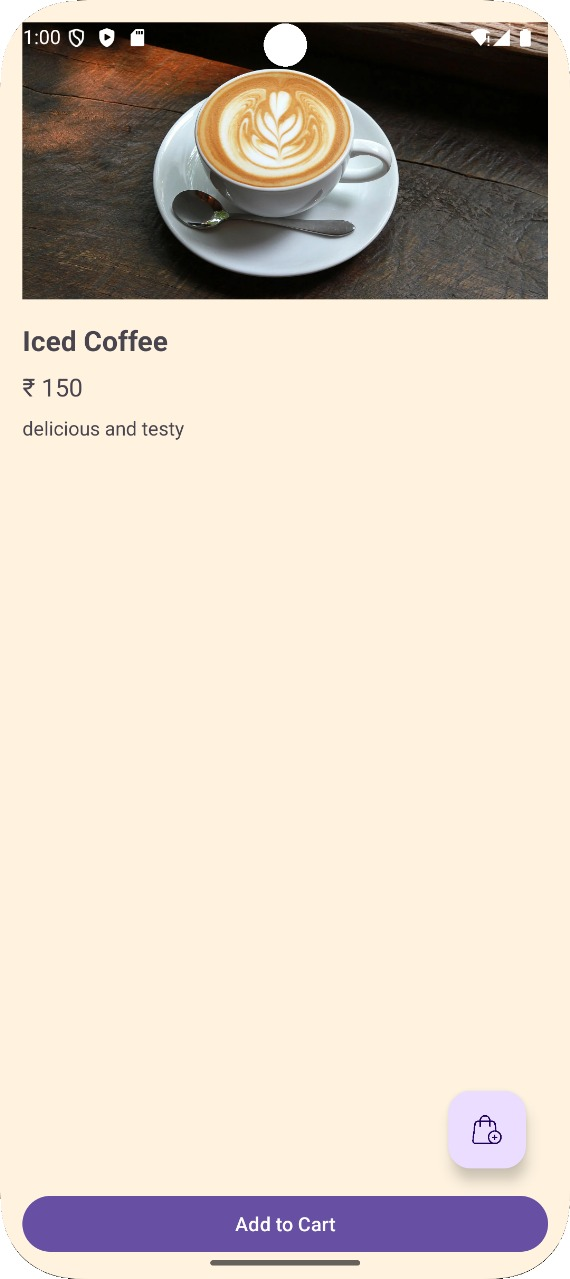 1:00
Iced Coffee
₹ 150
delicious and testy
Add to Cart